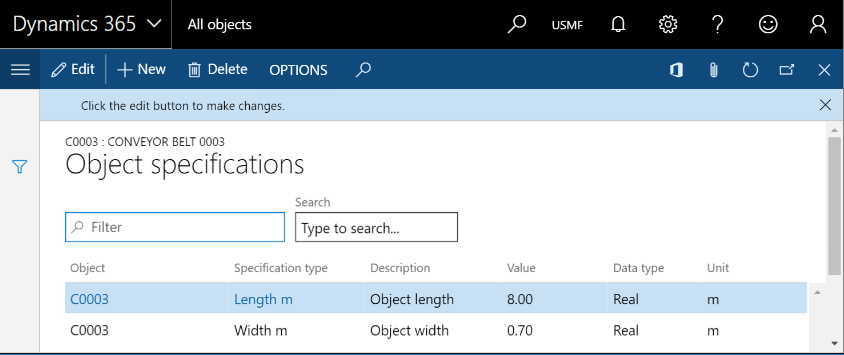 Dynamics 365 All objects USMF
Edit New Delete OPTIONS
Click the edit button to make changes.
C0003 : CONVEYOR BELT 0003
Object specifications
Search
Filter Type to search...
Object Specification type Description Value Data type Unit
C0003 Length m Object length 8.00 Real m
C0003 Width m Object width 0.70 Real m